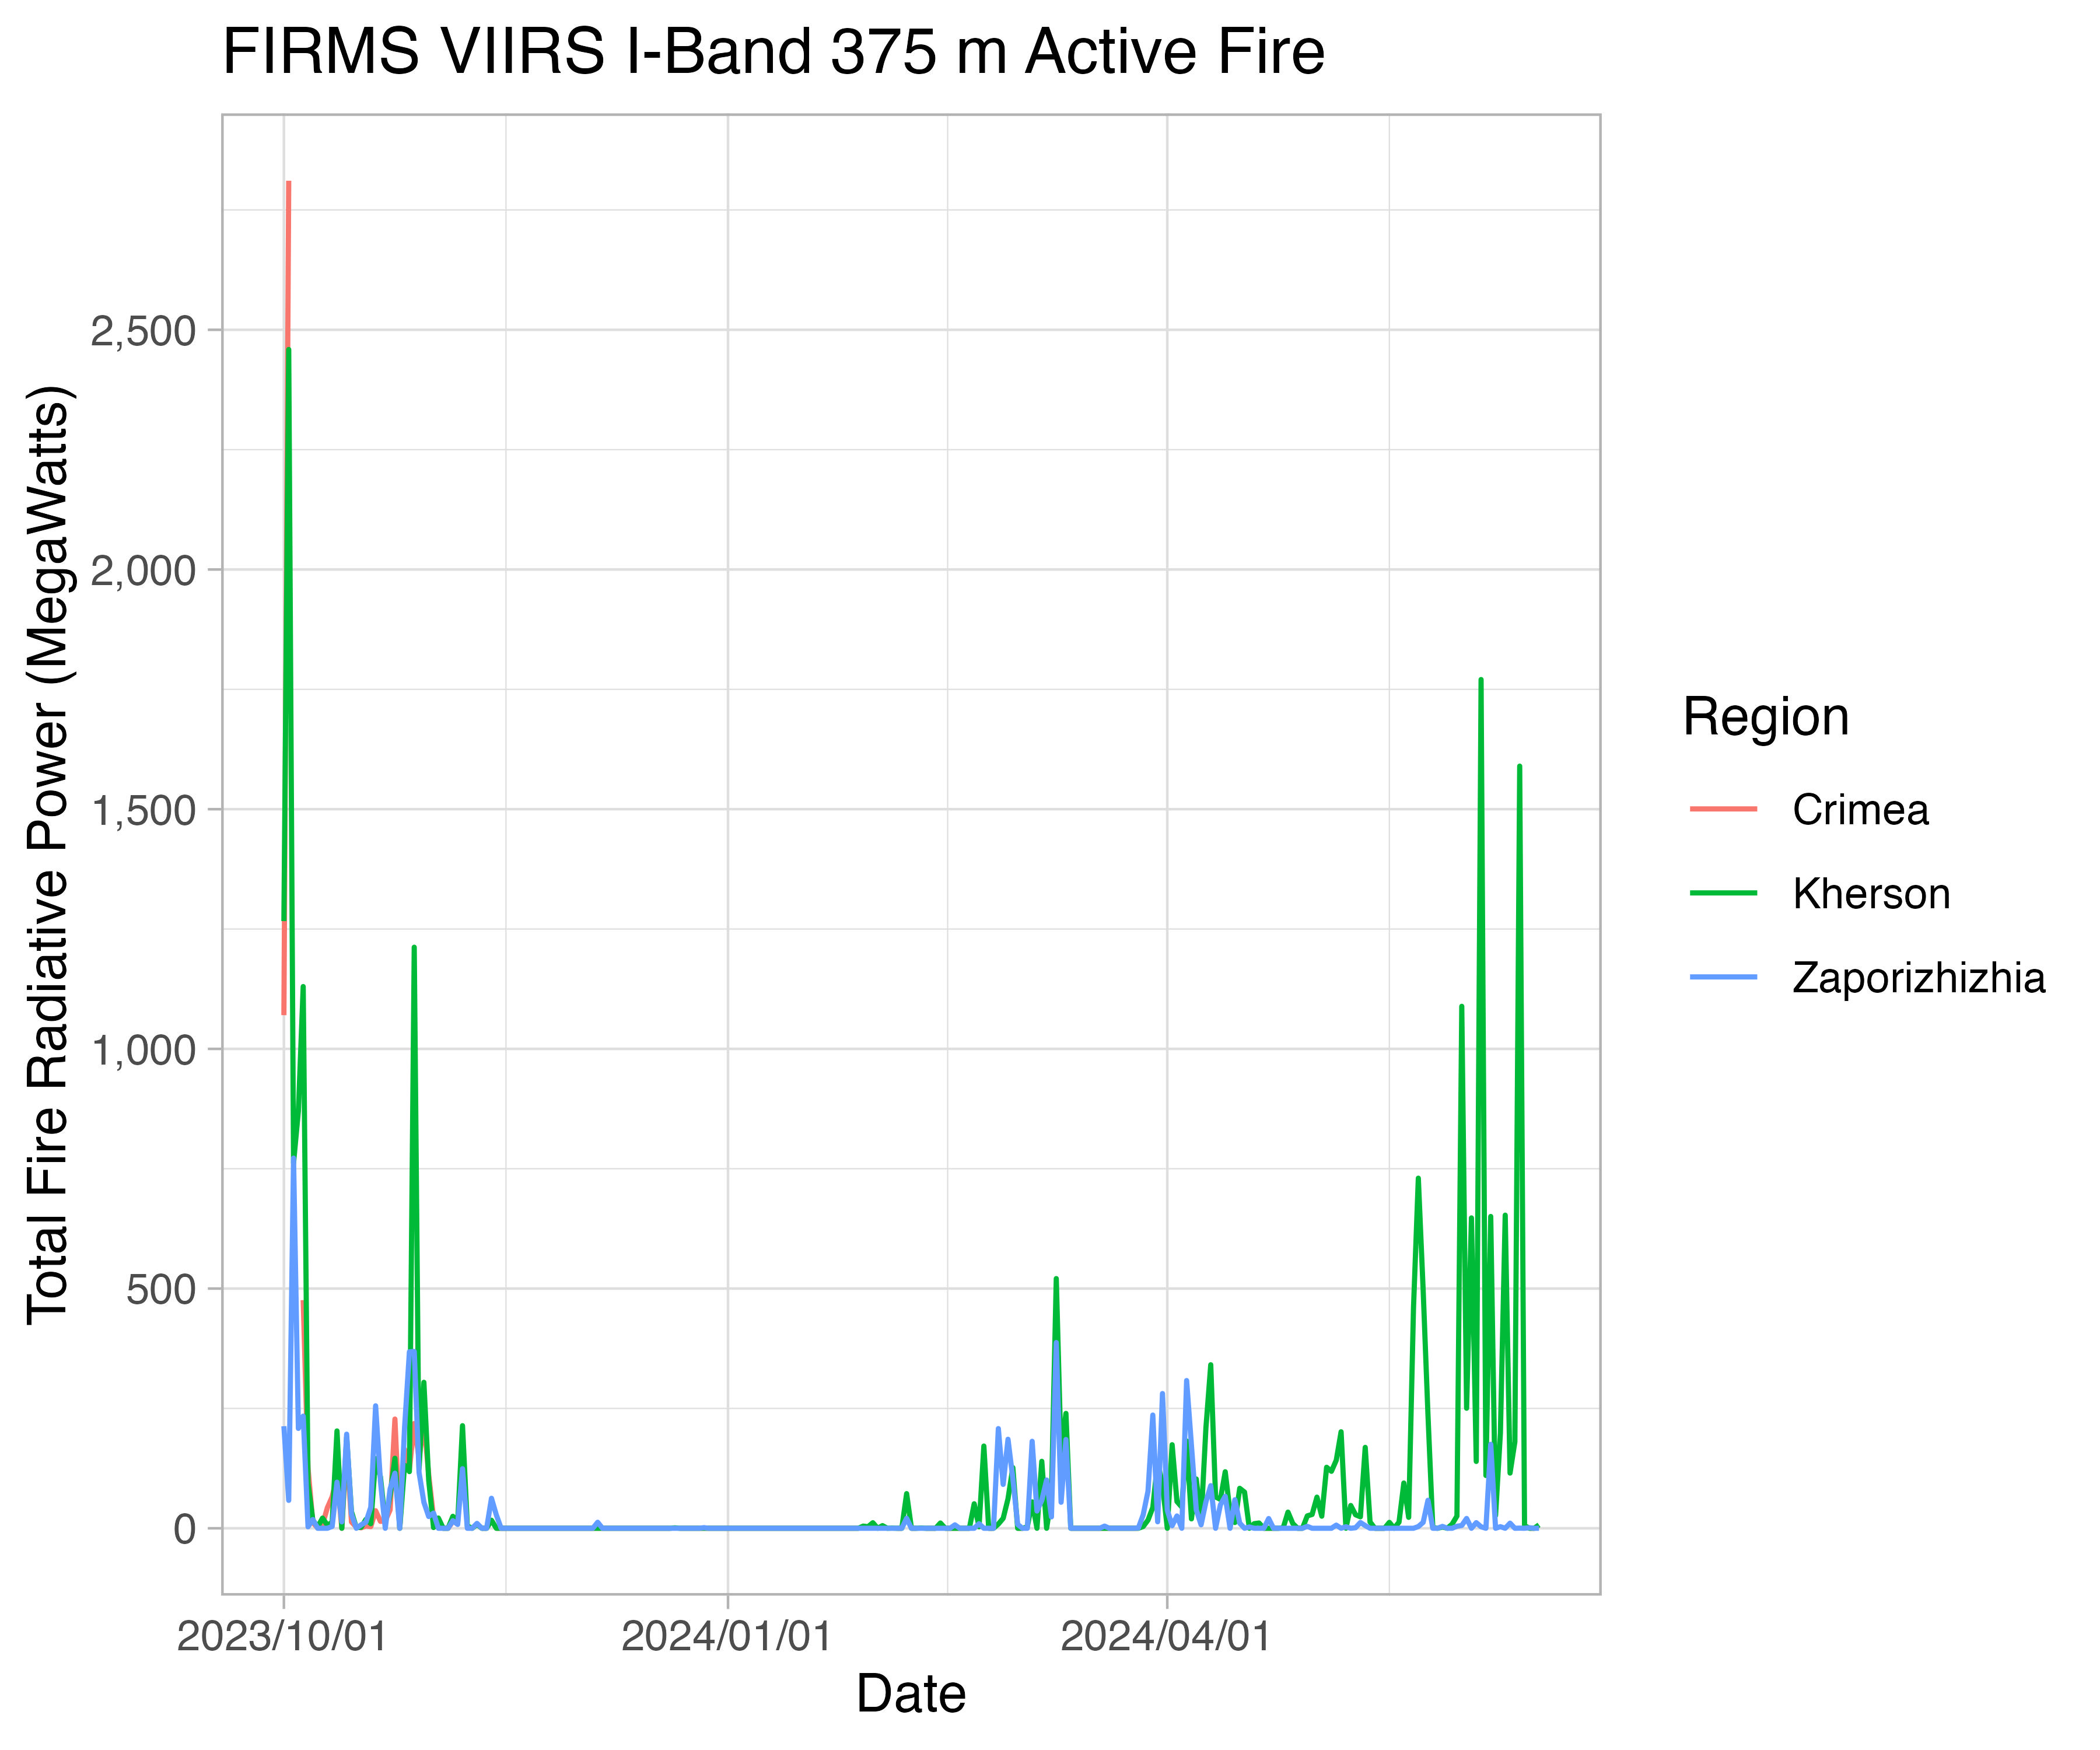 FIRMS VIIRS I-Band 375 m Active Fire
Total Fire Radiative Power (MegaWatts)
2,500
2,000
1,500
1,000
500
0
2023/10/01
2024/01/01
2024/04/01
Date
Region
Crimea
Kherson
Zaporizhizhia